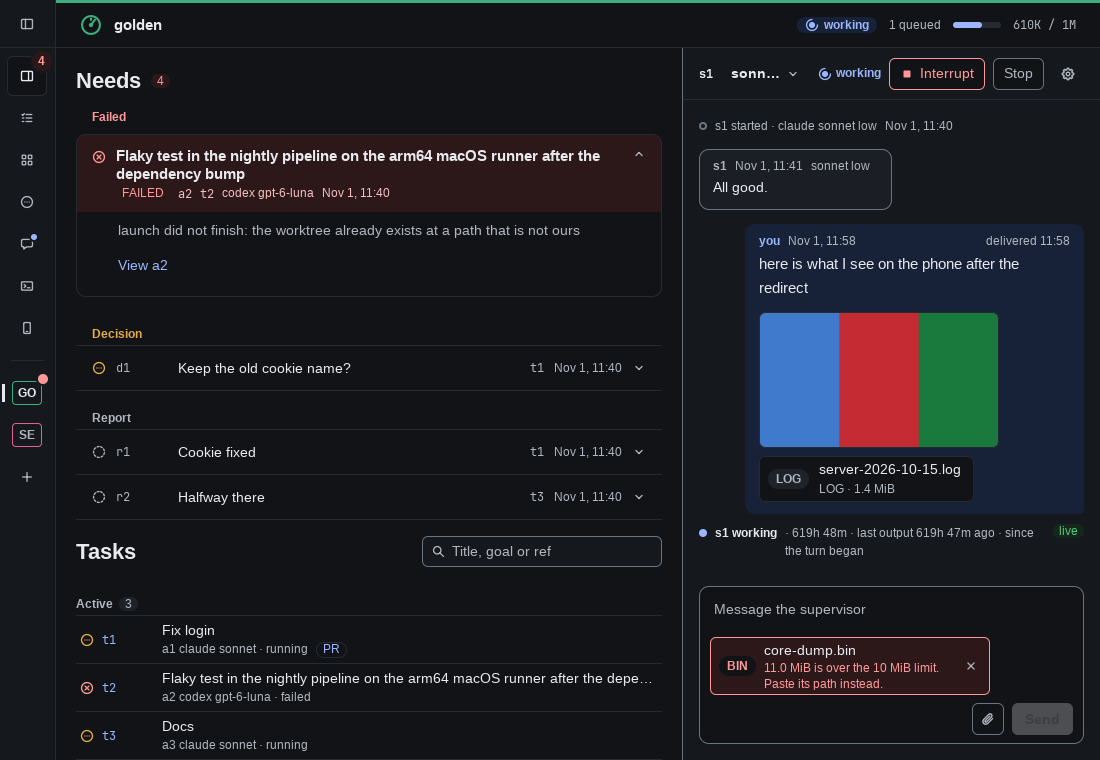 golden
working
1 queued
610K / 1M
4
GO
SE
Needs 4
Failed
Flaky test in the nightly pipeline on the arm64 macOS runner after the
dependency bump
FAILED a2 t2 codex gpt-6-luna Nov 1, 11:40
launch did not finish: the worktree already exists at a path that is not ours
View a2
Decision
d1 Keep the old cookie name? t1 Nov 1, 11:40
Report
r1 Cookie fixed t1 Nov 1, 11:40
r2 Halfway there t3 Nov 1, 11:40
Tasks
Title, goal or ref
Active 3
t1 Fix login
a1 claude sonnet · running PR
t2 Flaky test in the nightly pipeline on the arm64 macOS runner after the depe…
a2 codex gpt-6-luna · failed
t3 Docs
a3 claude sonnet · running
s1 sonn… working Interrupt Stop
s1 started · claude sonnet low Nov 1, 11:40
s1 Nov 1, 11:41 sonnet low
All good.
you Nov 1, 11:58 delivered 11:58
here is what I see on the phone after the
redirect
LOG server-2026-10-15.log
LOG · 1.4 MiB
s1 working · 619h 48m · last output 619h 47m ago · since
the turn began
live
Message the supervisor
BIN core-dump.bin
11.0 MiB is over the 10 MiB limit.
Paste its path instead.
Send